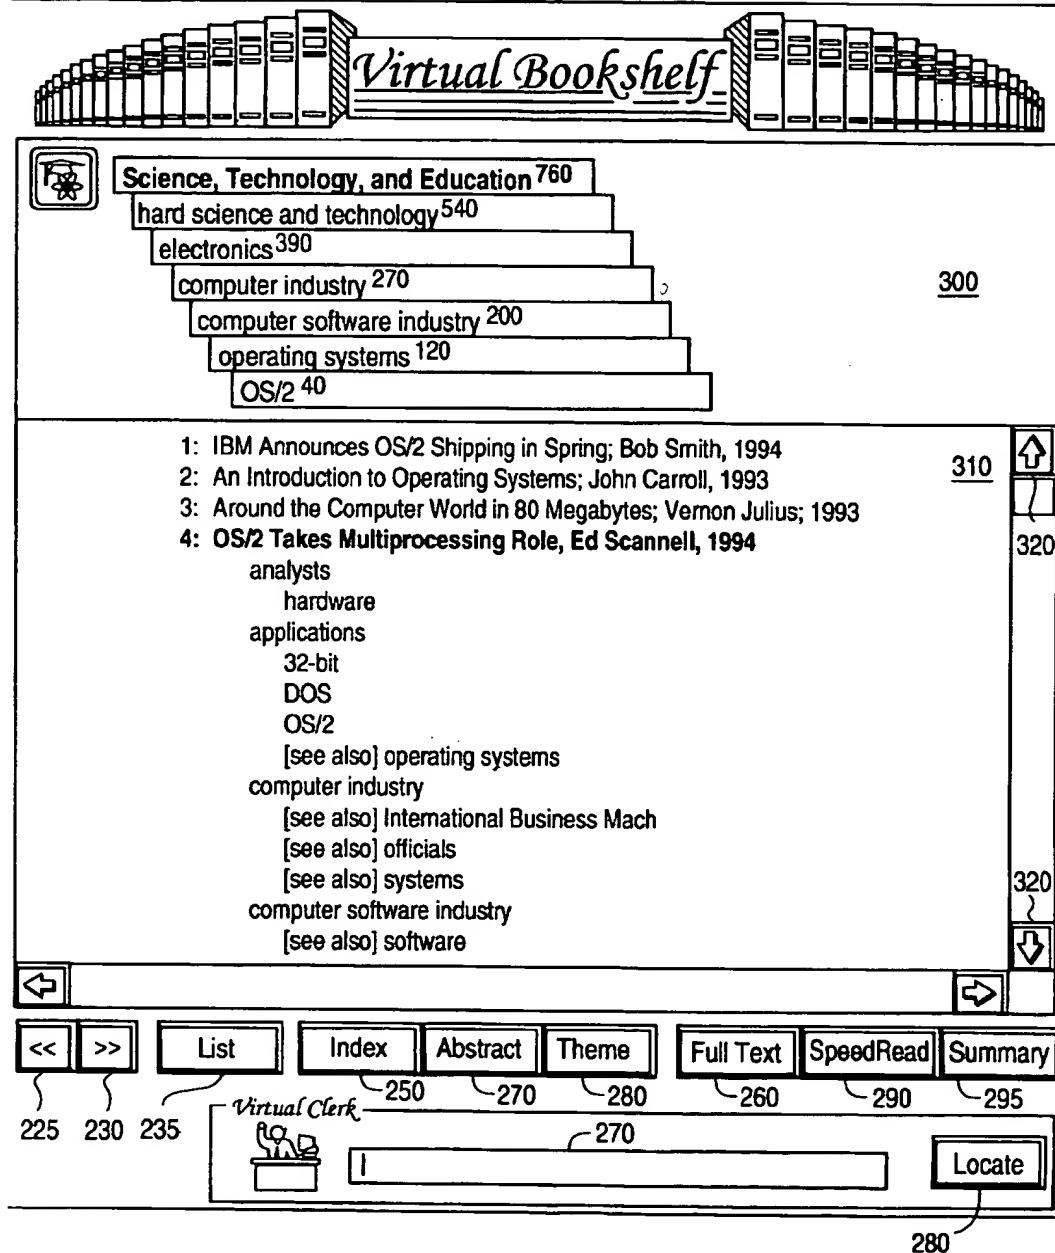 Virtual Bookshelf
Science, Technology, and Education 760
hard science and technology 540
electronics 390
computer industry 270
300
computer software industry 200
operating systems 120
OS/2 40
1: IBM Announces OS/2 Shipping in Spring; Bob Smith, 1994
310
2: An Introduction to Operating Systems; John Carroll, 1993
3: Around the Computer World in 80 Megabytes; Vernon Julius; 1993
4: OS/2 Takes Multiprocessing Role, Ed Scannell, 1994
320
analysts
hardware
applications
32-bit
DOS
OS/2
[see also] operating systems
computer industry
[see also] International Business Mach
[see also] officials
[see also] systems
320
computer software industry
[see also] software
<< >> List Index Abstract Theme Full Text SpeedRead Summary
250 270 280 260 290 295
225 230 235
Virtual Clerk
270
Locate
280